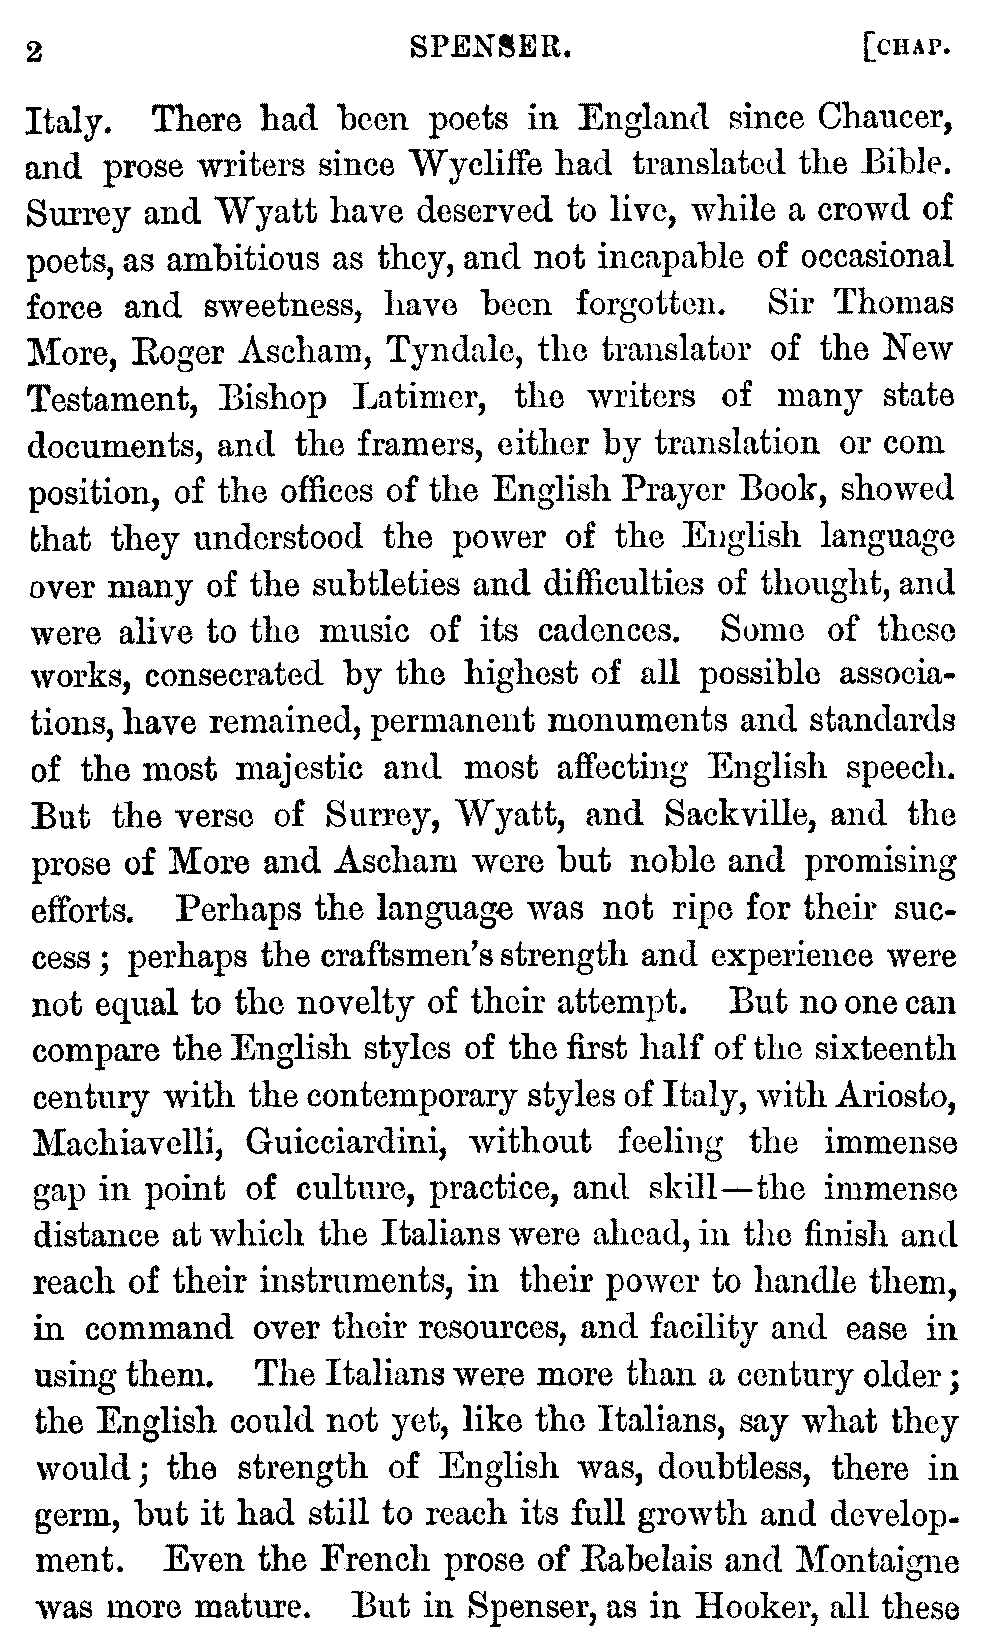 2 SPENSER. [CHAP.
Italy. There had been poets in England since Chaucer,
and prose writers since Wycliffe had translated the Bible.
Surrey and Wyatt have deserved to live, while a crowd of
poets, as ambitious as they, and not incapable of occasional
force and sweetness, have been forgotten. Sir Thomas
More, Roger Ascham, Tyndale, the translator of the New
Testament, Bishop Latimer, the writers of many state
documents, and the framers, either by translation or com
position, of the offices of the English Prayer Book, showed
that they understood the power of the English language
over many of the subtleties and difficulties of thought, and
were alive to the music of its cadences. Some of these
works, consecrated by the highest of all possible associa-
tions, have remained, permanent monuments and standards
of the most majestic and most affecting English speech.
But the verse of Surrey, Wyatt, and Sackville, and the
prose of More and Ascham were but noble and promising
efforts. Perhaps the language was not ripe for their suc-
cess; perhaps the craftsmen's strength and experience were
not equal to the novelty of their attempt. But no one can
compare the English styles of the first half of the sixteenth
century with the contemporary styles of Italy, with Ariosto,
Machiavelli, Guicciardini, without feeling the immense
gap in point of culture, practice, and skill—the immense
distance at which the Italians were ahead, in the finish and
reach of their instruments, in their power to handle them,
in command over their resources, and facility and ease in
using them. The Italians were more than a century older;
the English could not yet, like the Italians, say what they
would; the strength of English was, doubtless, there in
germ, but it had still to reach its full growth and develop-
ment. Even the French prose of Rabelais and Montaigne
was more mature. But in Spenser, as in Hooker, all these